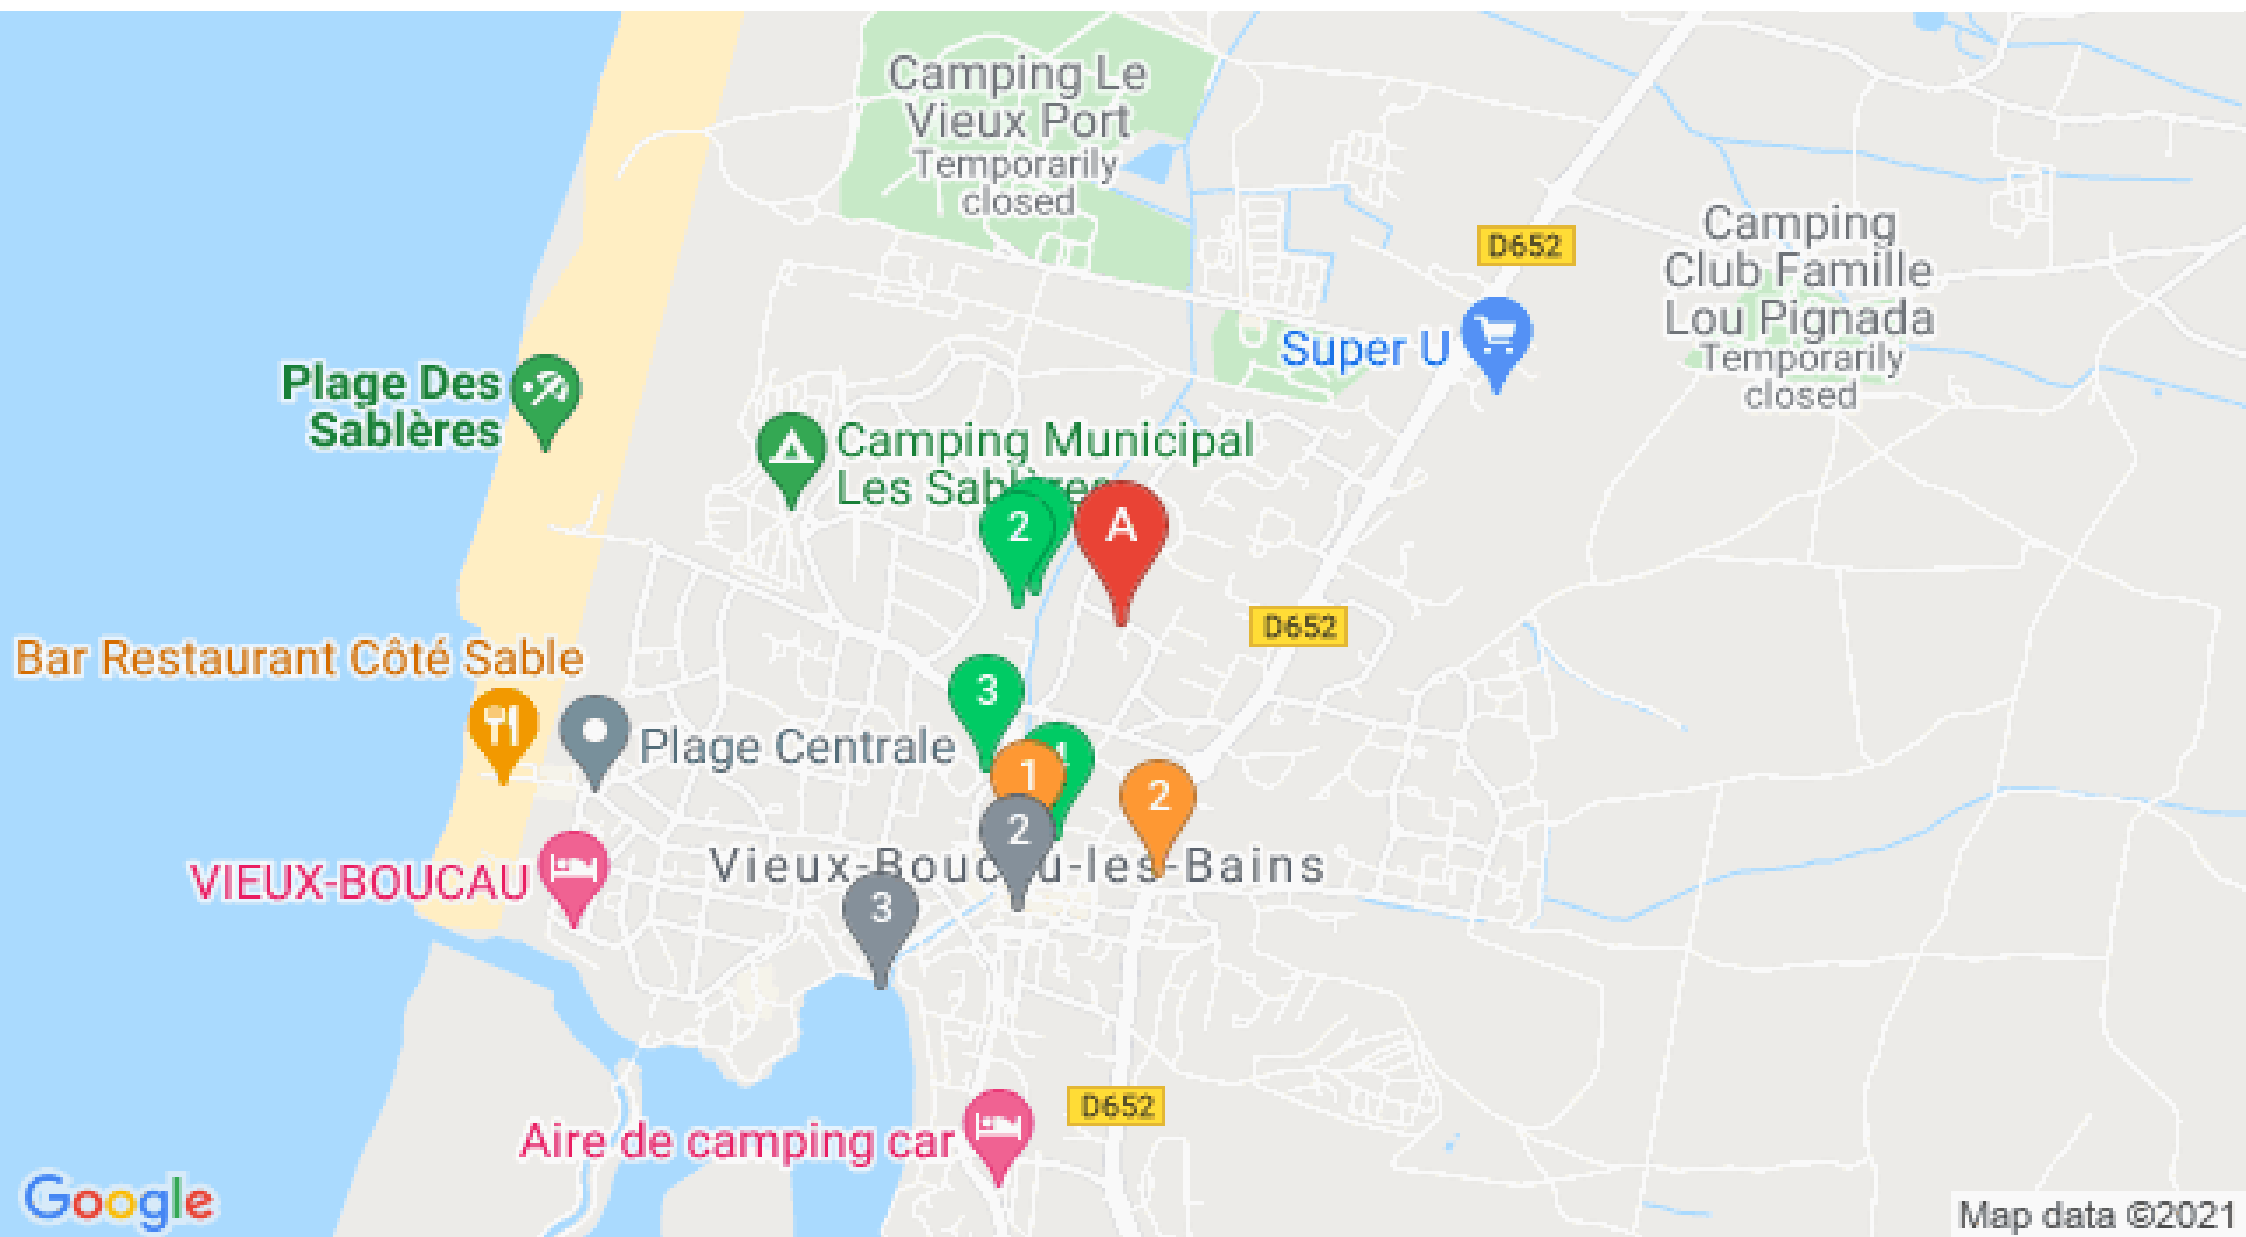 Camping Le
Vieux Port
Temporarily
closed
D652
Camping
Club Famille
Lou Pignada
Temporarily
closed
Super U
Plage Des
Sablères
Camping Municipal
Les Sablères
2
A
D652
Bar Restaurant Côté Sable
3
Plage Centrale
1
2
2
Vieux-Boucau-les-Bains
VIEUX-BOUCAU
3
D652
Aire de camping car
Google
Map data ©2021